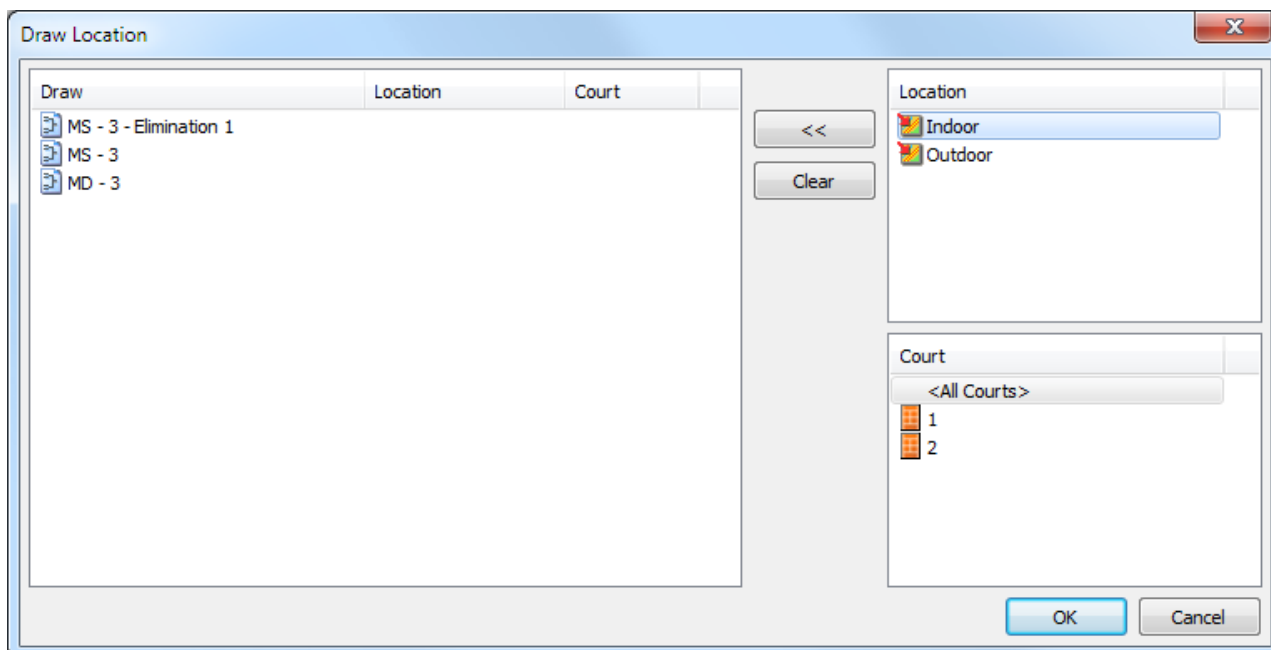 Draw Location
Draw Location Court
MS - 3 - Elimination 1
MS - 3
MD - 3
<<
Clear
Location
Indoor
Outdoor
Court
<All Courts>
1
2
OK Cancel